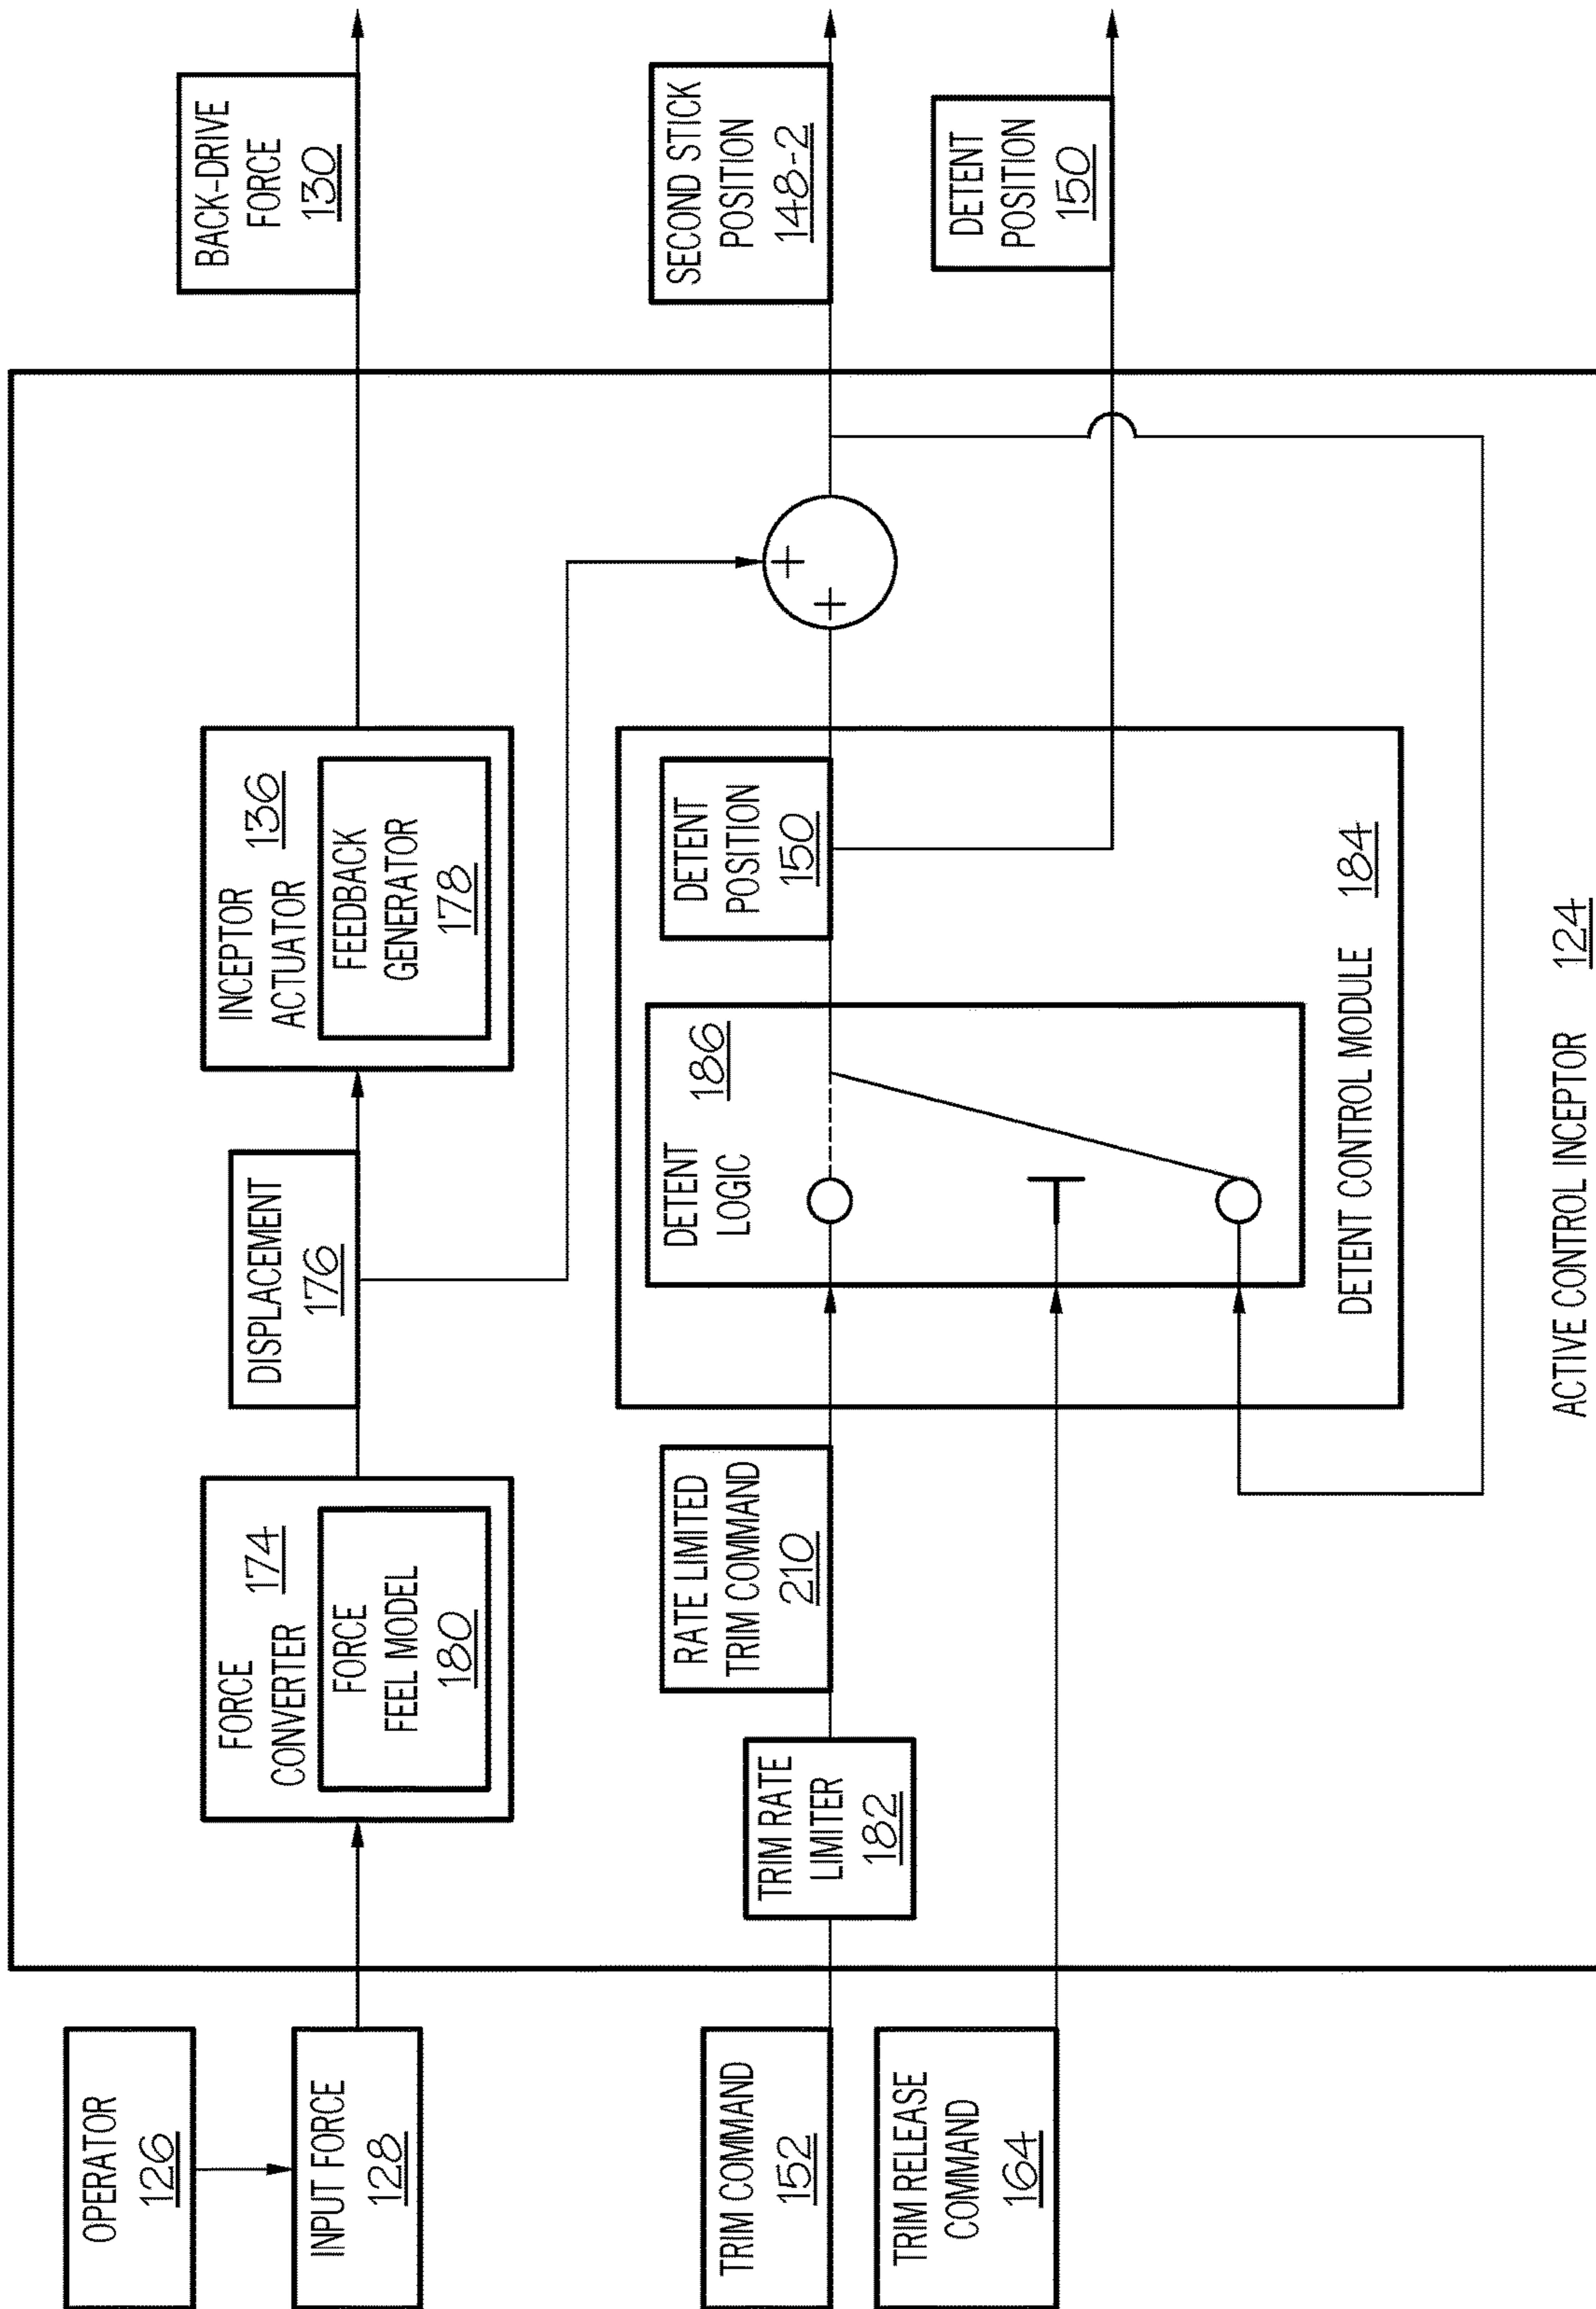 OPERATOR
126
INPUT FORCE
128
FORCE
CONVERTER 174
FORCE
FEEL MODEL
180
DISPLACEMENT
176
INCEPTOR
ACTUATOR 136
FEEDBACK
GENERATOR
178
BACK-DRIVE
FORCE
130
TRIM COMMAND
152
TRIM RELEASE
COMMAND
164
TRIM RATE
LIMITER
182
RATE LIMITED
TRIM COMMAND
210
DETENT
LOGIC 186
DETENT
POSITION
150
+
+
SECOND STICK
POSITION
148-2
DETENT
POSITION
150
DETENT CONTROL MODULE 184
ACTIVE CONTROL INCEPTOR 124